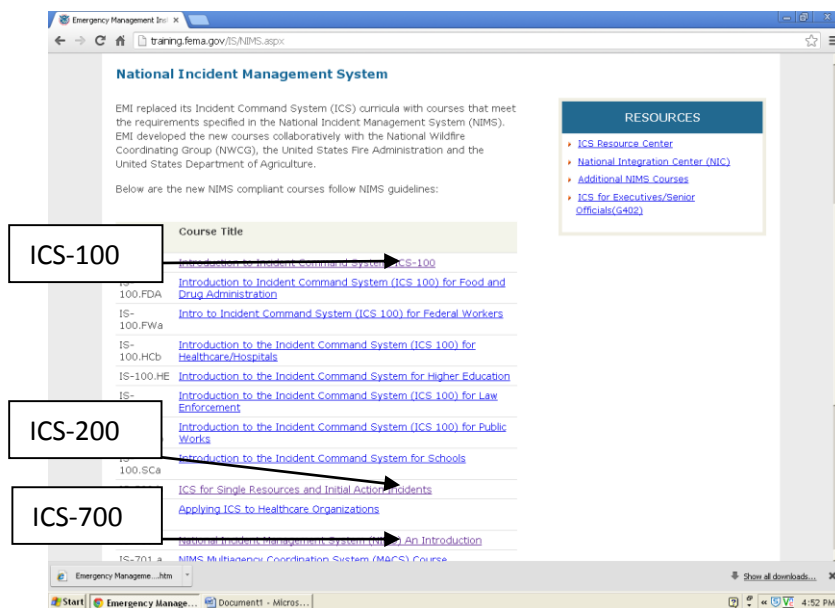 Emergency Management Inst
training.fema.gov/IS/NIMS.aspx
National Incident Management System
EMI replaced its Incident Command System (ICS) curricula with courses that meet
the requirements specified in the National Incident Management System (NIMS).
EMI developed the new courses collaboratively with the National Wildfire
Coordinating Group (NWCG), the United States Fire Administration and the
United States Department of Agriculture.
Below are the new NIMS compliant courses follow NIMS guidelines:
RESOURCES
ICS Resource Center
National Integration Center (NIC)
Additional NIMS Courses
ICS for Executives/Senior
Officials(G402)
Course Title
ICS-100
Introduction to Incident Command System ICS-100
IS-
100.FDA
Introduction to Incident Command System (ICS 100) for Food and
Drug Administration
IS-
100.FWa
Intro to Incident Command System (ICS 100) for Federal Workers
IS-
100.HCb
Introduction to the Incident Command System (ICS 100) for
Healthcare/Hospitals
IS-100.HE
Introduction to the Incident Command System for Higher Education
IS-
Introduction to the Incident Command System (ICS 100) for Law
Enforcement
ICS-200
Introduction to the Incident Command System (ICS 100) for Public
Works
IS-
100.SCa
Introduction to the Incident Command System for Schools
ICS for Single Resources and Initial Action Incidents
Applying ICS to Healthcare Organizations
ICS-700
National Incident Management System (NIMS) An Introduction
IS-701.a
NIMS Multiagency Coordination System (MACS) Course
Emergency Manageme....htm
Show all downloads...
Start
Emergency Manage...
Document1 - Micros...
4:52 PM